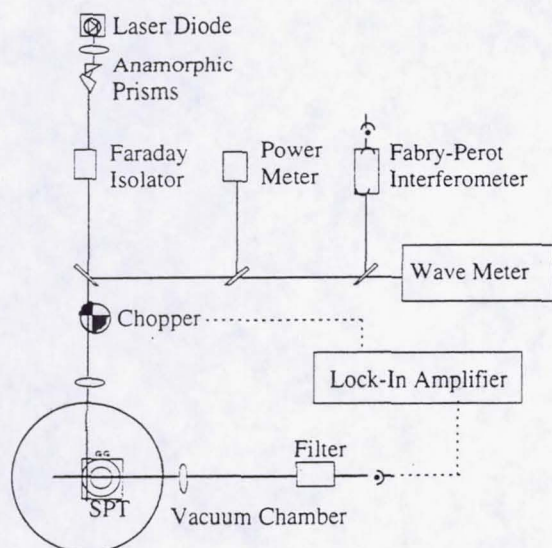 Laser Diode
Anamorphic
Prisms
Faraday
Isolator
Power
Meter
Fabry-Perot
Interferometer
Wave Meter
Chopper
Lock-In Amplifier
GG
SPT
Filter
Vacuum Chamber